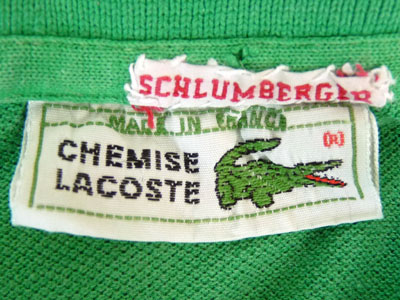 SCHLUMBERGER
MADE IN FRANCE
CHEMISE
LACOSTE
(R)